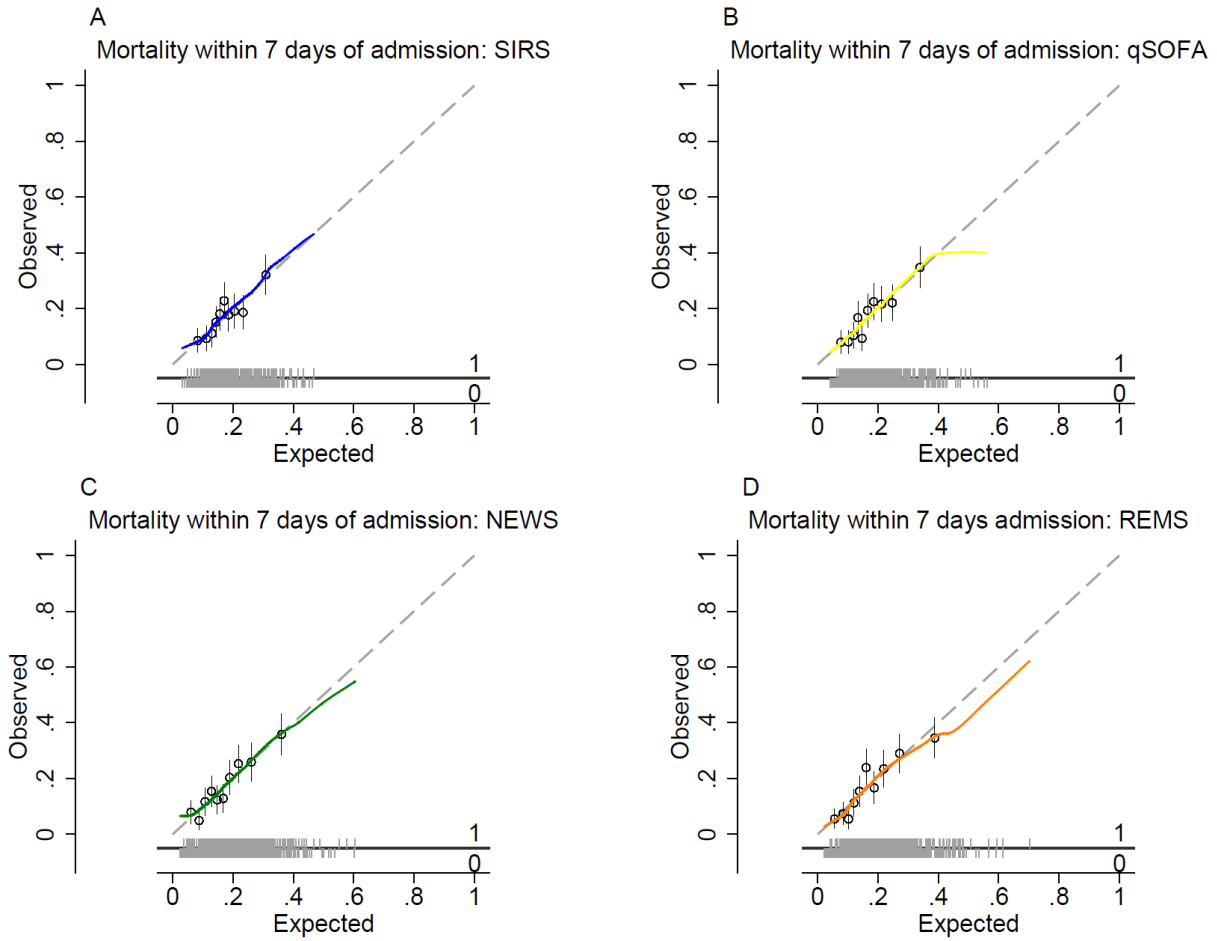 A
Mortality within 7 days of admission: SIRS
1
.8
.6
.4
.2
0
Observed
1
0
0 .2 .4 .6 .8 1
Expected
B
Mortality within 7 days of admission: qSOFA
1
.8
.6
.4
.2
0
Observed
1
0
0 .2 .4 .6 .8 1
Expected
C
Mortality within 7 days of admission: NEWS
1
.8
.6
.4
.2
0
Observed
1
0
0 .2 .4 .6 .8 1
Expected
D
Mortality within 7 days admission: REMS
1
.8
.6
.4
.2
0
Observed
1
0
0 .2 .4 .6 .8 1
Expected